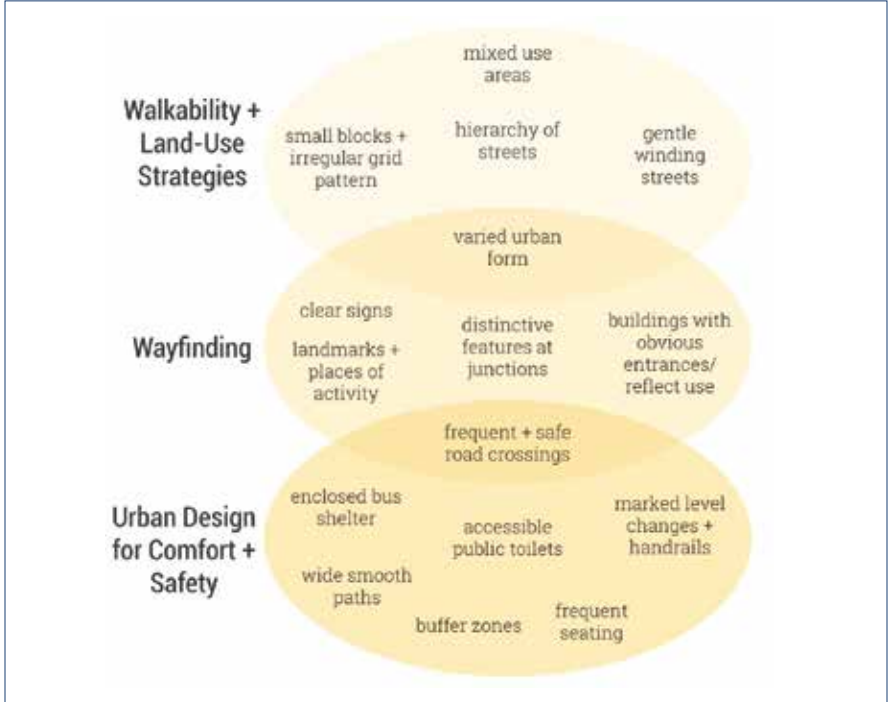 Walkability +
Land-Use
Strategies
mixed use
areas
small blocks +
irregular grid
pattern
hierarchy of
streets
gentle
winding
streets
varied urban
form
Wayfinding
clear signs
landmarks +
places of
activity
distinctive
features at
junctions
buildings with
obvious
entrances/
reflect use
frequent + safe
road crossings
Urban Design
for Comfort +
Safety
enclosed bus
shelter
accessible
public toilets
marked level
changes +
handrails
wide smooth
paths
buffer zones
frequent
seating